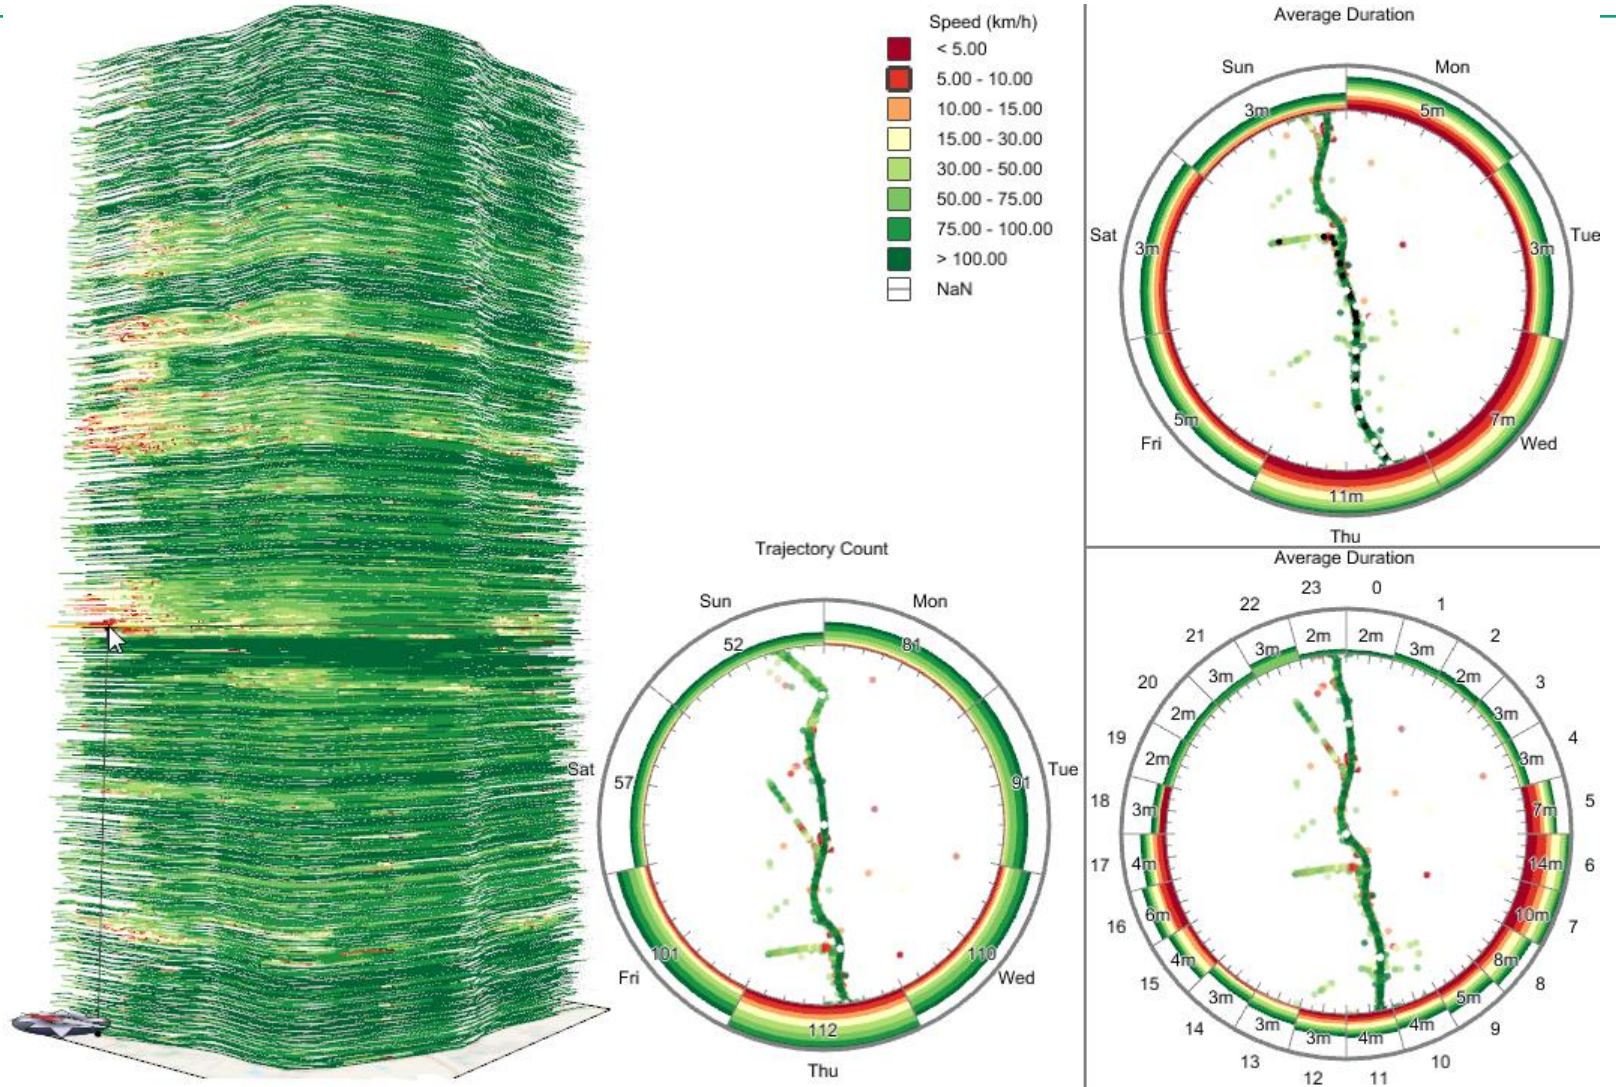 Speed (km/h)
< 5.00
5.00 - 10.00
10.00 - 15.00
15.00 - 30.00
30.00 - 50.00
50.00 - 75.00
75.00 - 100.00
> 100.00
NaN
Average Duration
Sun
Mon
3m
5m
Sat
Tue
3m
3m
5m
7m
Fri
Wed
11m
Thu
Trajectory Count
Sun
Mon
52
81
Sat
Tue
57
91
101
110
Fri
Wed
112
Thu
Average Duration
23
0
22
1
2m
2m
21
2
3m
3m
20
3
3m
2m
2m
3m
19
4
2m
3m
18
5
3m
7m
17
6
4m
14m
16
7
6m
10m
15
8
4m
8m
14
9
3m
5m
13
10
3m
4m
3m
4m
12
11